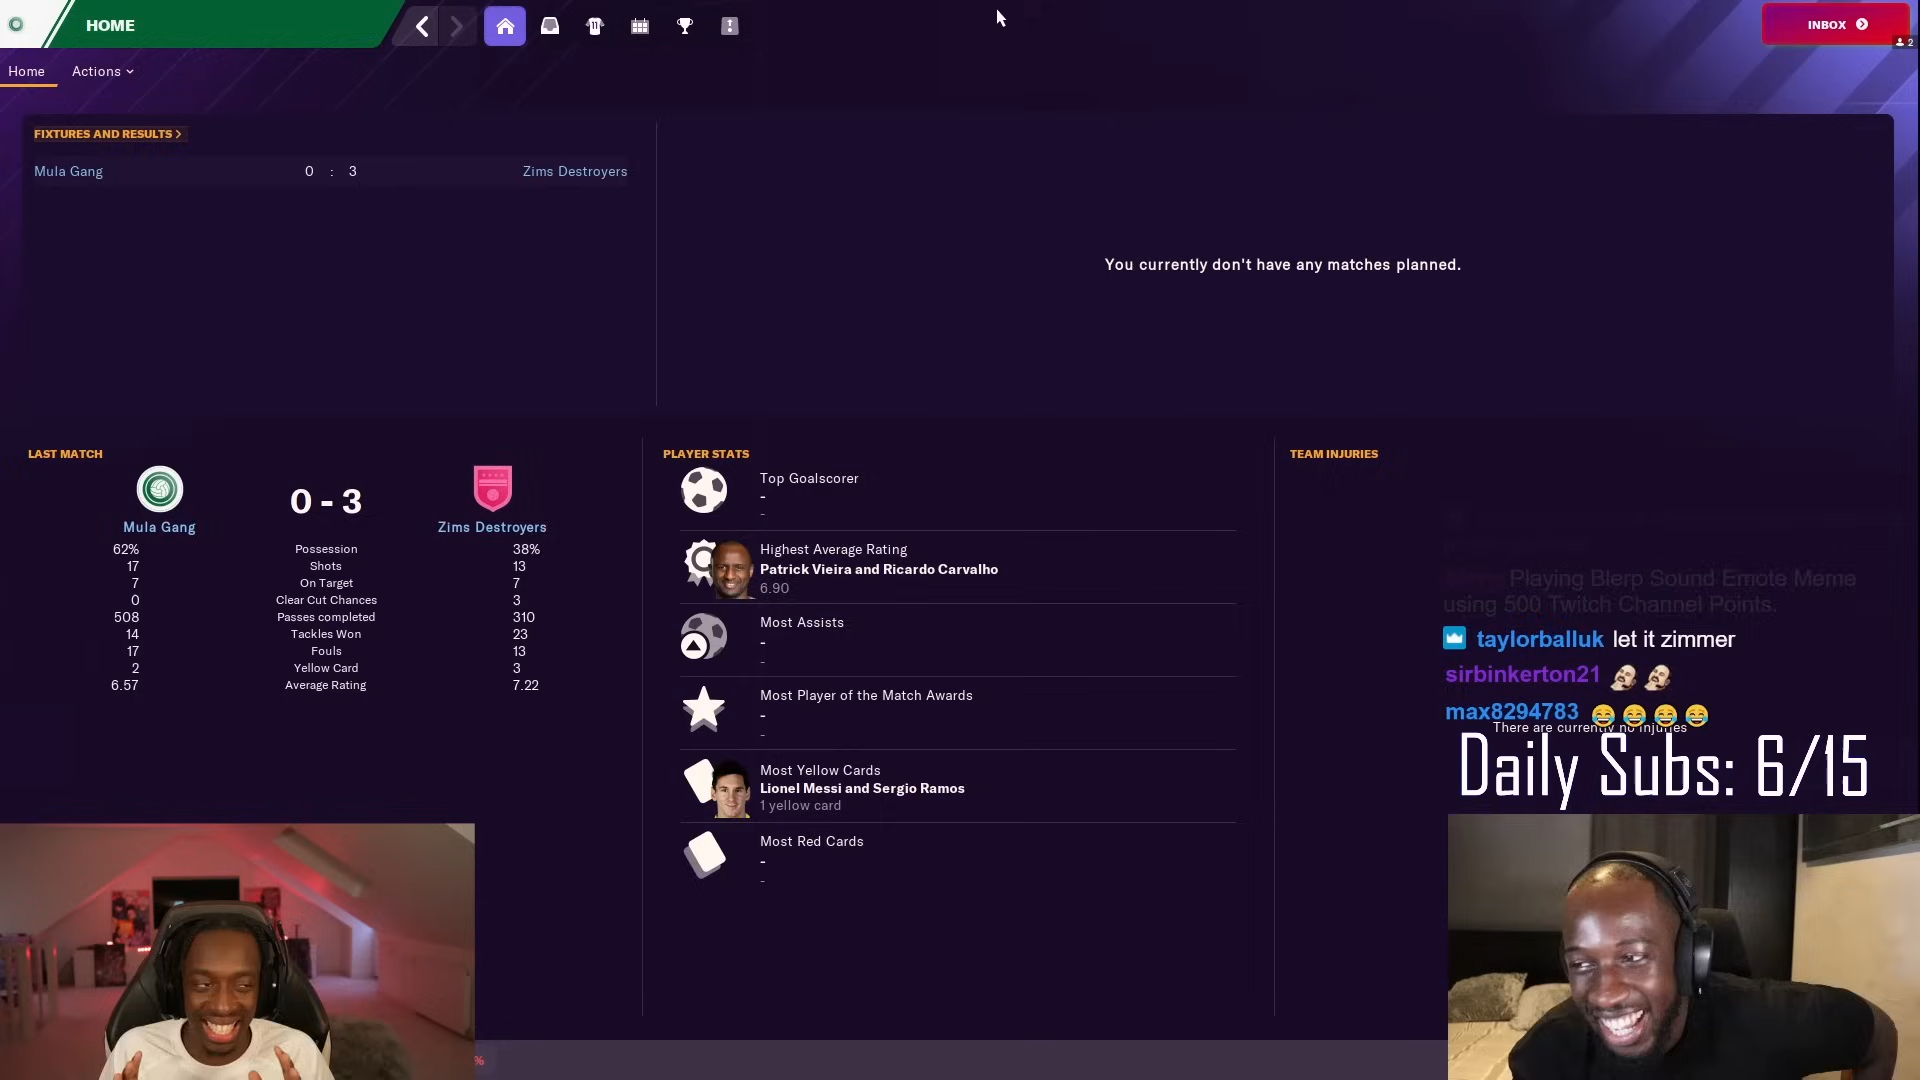 HOME
INBOX
2
Home
Actions
FIXTURES AND RESULTS >
Mula Gang 0 : 3 Zims Destroyers
You currently don't have any matches planned.
LAST MATCH
0 - 3
Mula Gang Zims Destroyers
62% Possession 38%
17 Shots 13
7 On Target 7
0 Clear Cut Chances 3
508 Passes completed 310
14 Tackles Won 23
17 Fouls 13
2 Yellow Card 3
6.57 Average Rating 7.22
PLAYER STATS
Top Goalscorer
-
-
Highest Average Rating
Patrick Vieira and Ricardo Carvalho
6.90
Most Assists
-
-
Most Player of the Match Awards
-
-
Most Yellow Cards
Lionel Messi and Sergio Ramos
1 yellow card
Most Red Cards
-
-
TEAM INJURIES
Playing Blerp Sound Emote Meme
using 500 Twitch Channel Points.
taylorballuk let it zimmer
sirbinkerton21
max8294783
There are currently no injuries
Daily Subs: 6/15
%